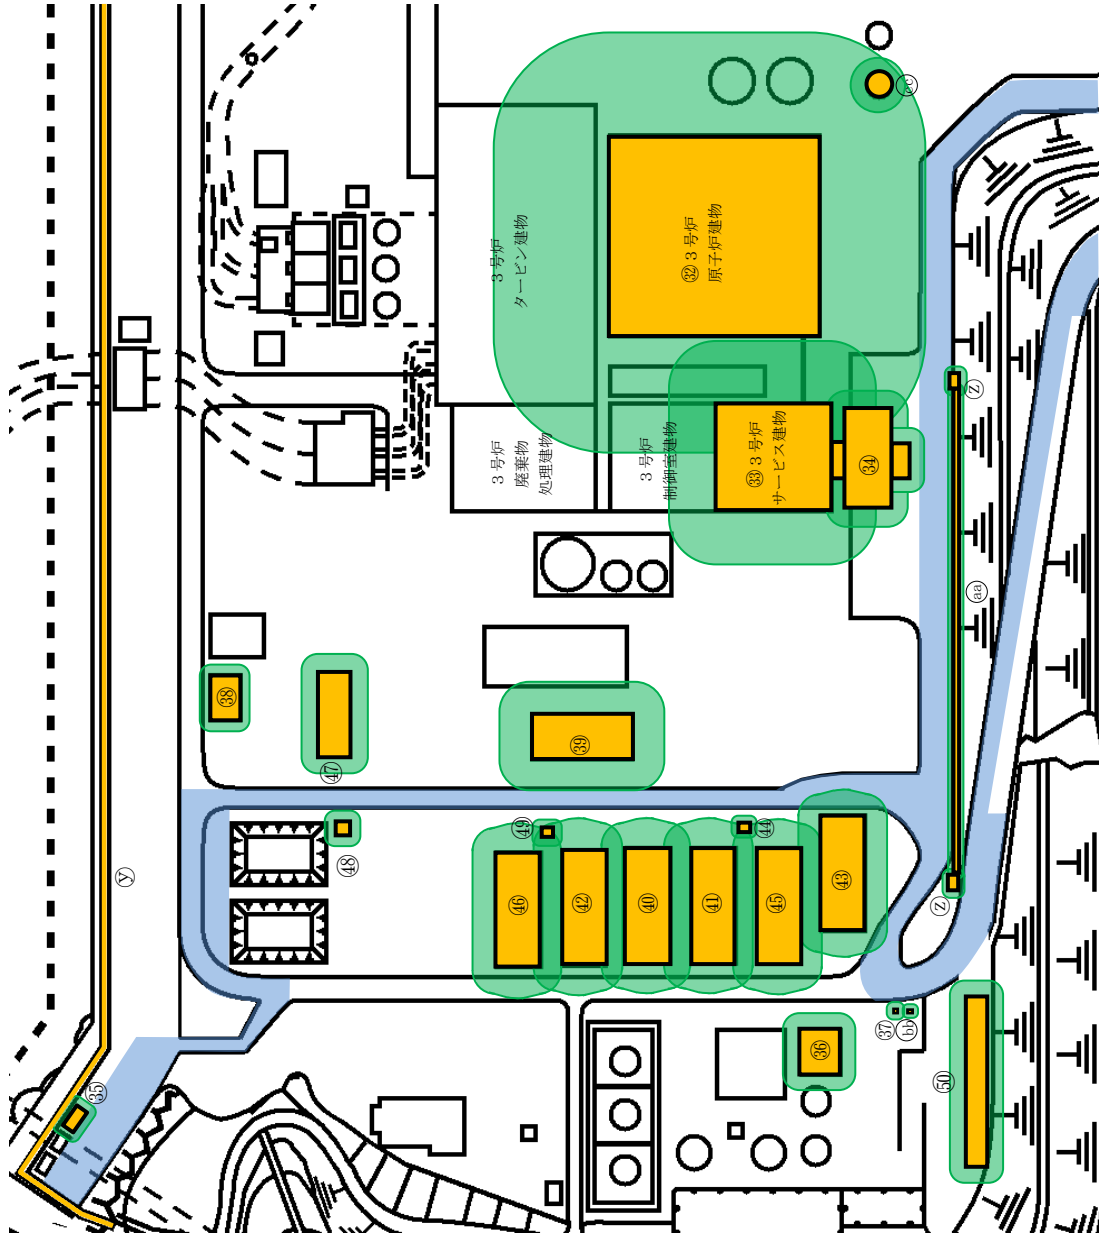 ⓒⓒ
３号炉
タービン建物
㉜３号炉
原子炉建物
ⓩ
３号炉
廃棄物
処理建物
３号炉
制御室建物
㉝３号炉
サービス建物
㉞
ⓐⓐ
㊳
㊼
㊴
ⓨ
㊽
㊾
㊹
㊻
㊷
㊵
㊶
㊺
㊸
ⓩ
㊲
ⓑⓑ
㊱
㉟
㊿